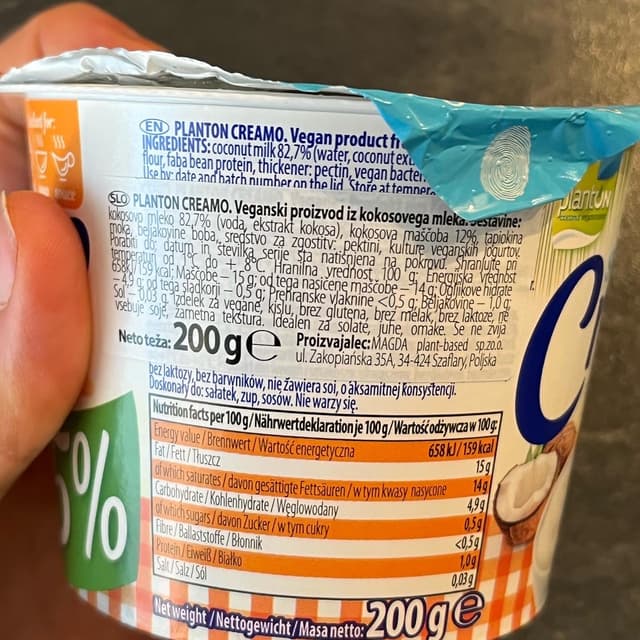 (EN) PLANTON CREAMO. Vegan product
INGREDIENTS: coconut milk 82,7% (water, coconut
flour, faba bean protein, thickener: pectin, vegan
Use by: date and batch number on the lid. Store at
(SLO) PLANTON CREAMO. Veganski proizvod iz kokosovega mleka. Sestavine:
kokosovo mleko 82,7% (voda, ekstrakt kokosa), kokosova maščoba 12%, tapiokina
moka, beljakovine boba, sredstvo za zgostitv: pektini, kulture veganskih jogurtov.
Porabiti do: datum in številka serije sta natisnjena na pokrovu. Shranjujte pri
temperaturi od + 1°C do + 8°C. Hranilna vrednost 100 g: Energijska vrednost
658kJ/159 kcal; Maščobe – 15 g; od tega nasičene maščobe – 14 g; Ogljikove hidrate
– 4,9 g; od tega sladkorji – 0,5 g; Prehranske vlaknine <0,5 g; Beljakovine – 1,0 g;
Sol – 0,03 g. Izdelek za vegane, kislu, brez glutena, brez mleka, brez laktoze, ne
vsebuje soje, zametna tekstura. Idealen za solate, juhe, omake. Se ne zvija
Neto teža: 200 g e Proizvajalec: MAGDA plant-based sp.zo.o.
ul. Zakopiańska 35A, 34-424 Szaflary, Poljska
bez laktozy, bez barwników, nie zawiera soi, o aksamitnej konsystencji.
Doskonały do: sałatek, zup, sosów. Nie warzy się.
Nutrition facts per 100 g / Nährwertdeklaration je 100 g / Wartość odżywcza w 100 g:
Energy value / Brennwert / Wartość energetyczna 658 kJ / 159 kcal
Fat / Fett / Tłuszcz 15 g
of which saturates / davon gesättigte Fettsäuren / w tym kwasy nasycone 14 g
Carbohydrate / Kohlenhydrate / Węglowodany 4,9 g
of which sugars / davon Zucker / w tym cukry 0,5 g
Fibre / Ballaststoffe / Błonnik <0,5 g
Protein / Eiweiß / Białko 1,0 g
Salt / Salz / Sól 0,03 g
Net weight / Nettogewicht / Masa netto: 200 g e
%
plantON
C